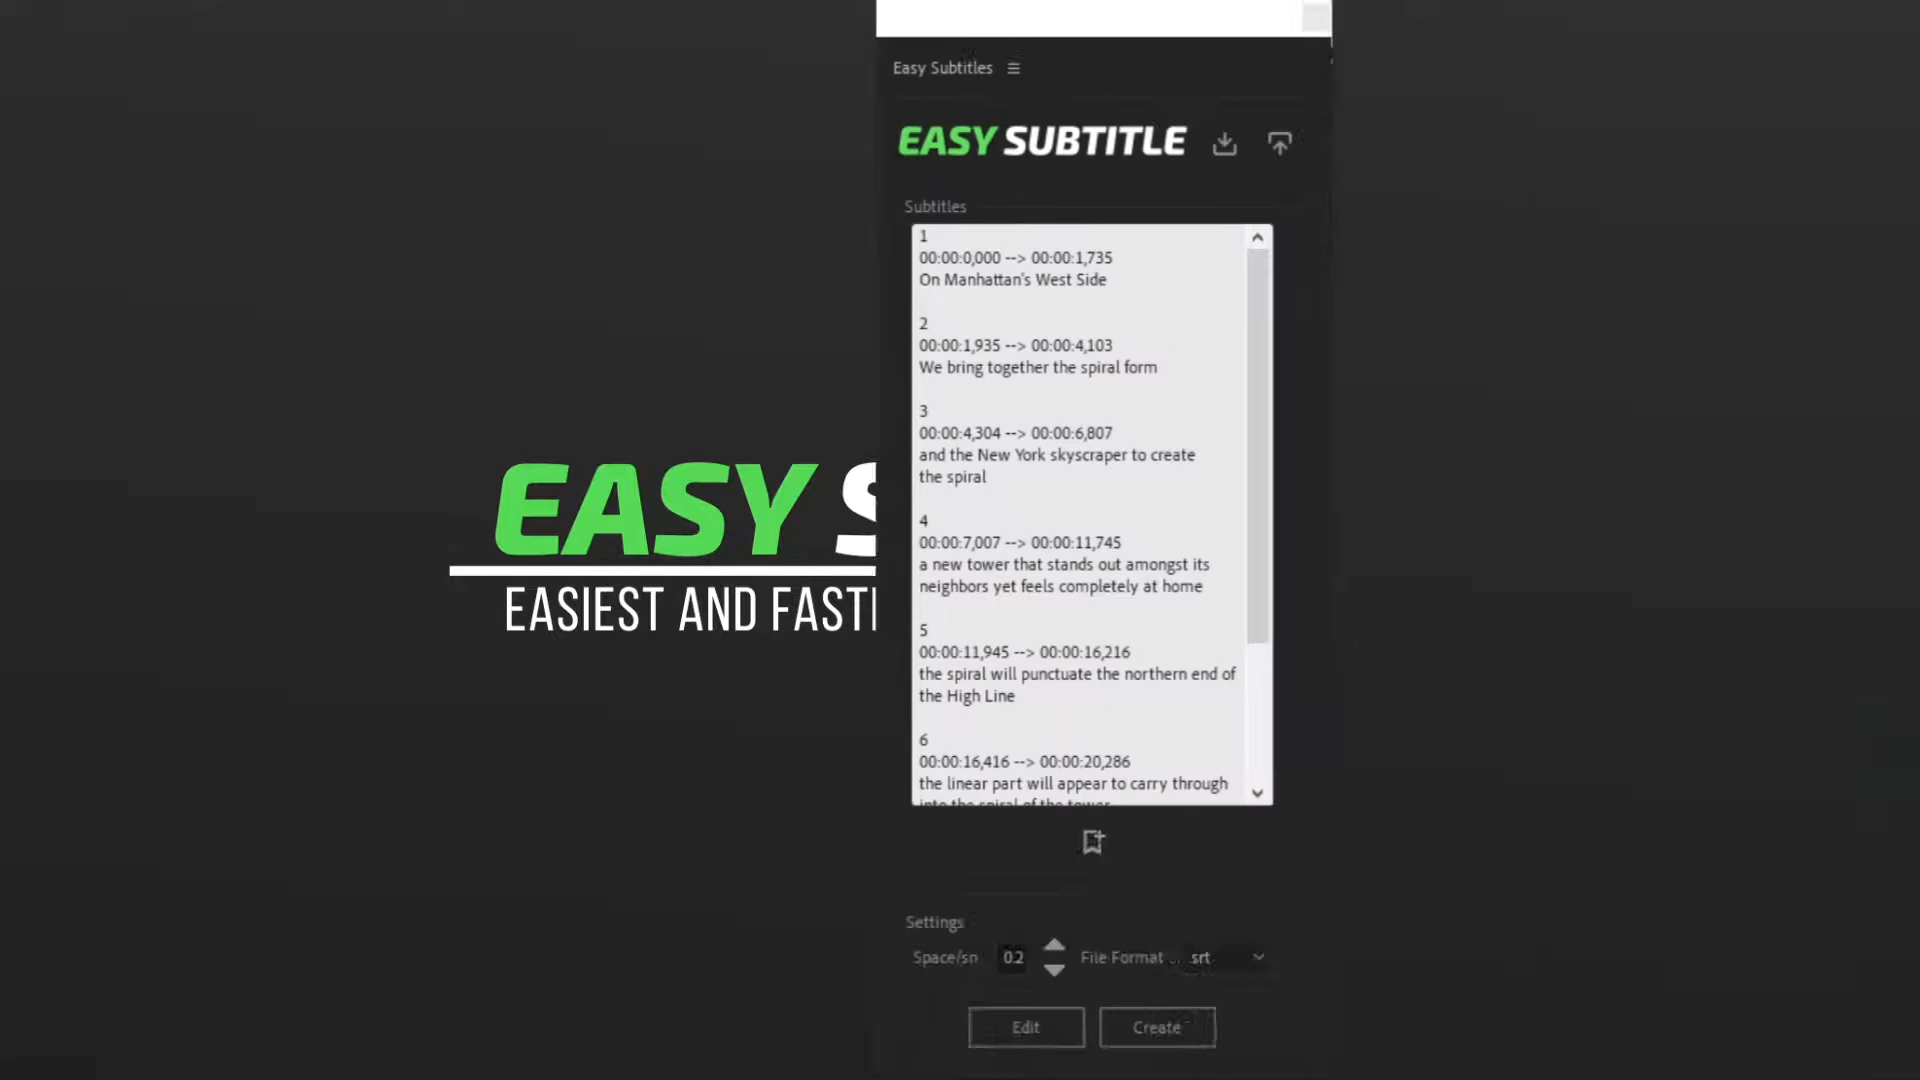 Easy Subtitles
EASY SUBTITLE
Subtitles
1
00:00:0,000 --> 00:00:1,735
On Manhattan's West Side
2
00:00:1,935 --> 00:00:4,103
We bring together the spiral form
3
00:00:4,304 --> 00:00:6,807
and the New York skyscraper to create
the spiral
4
00:00:7,007 --> 00:00:11,745
a new tower that stands out amongst its
neighbors yet feels completely at home
5
00:00:11,945 --> 00:00:16,216
the spiral will punctuate the northern end of
the High Line
6
00:00:16,416 --> 00:00:20,286
the linear part will appear to carry through
into the spiral of the tower
Settings
Space/sn 0.2 File Format .. srt
Edit Create
EASY S
EASIEST AND FAST